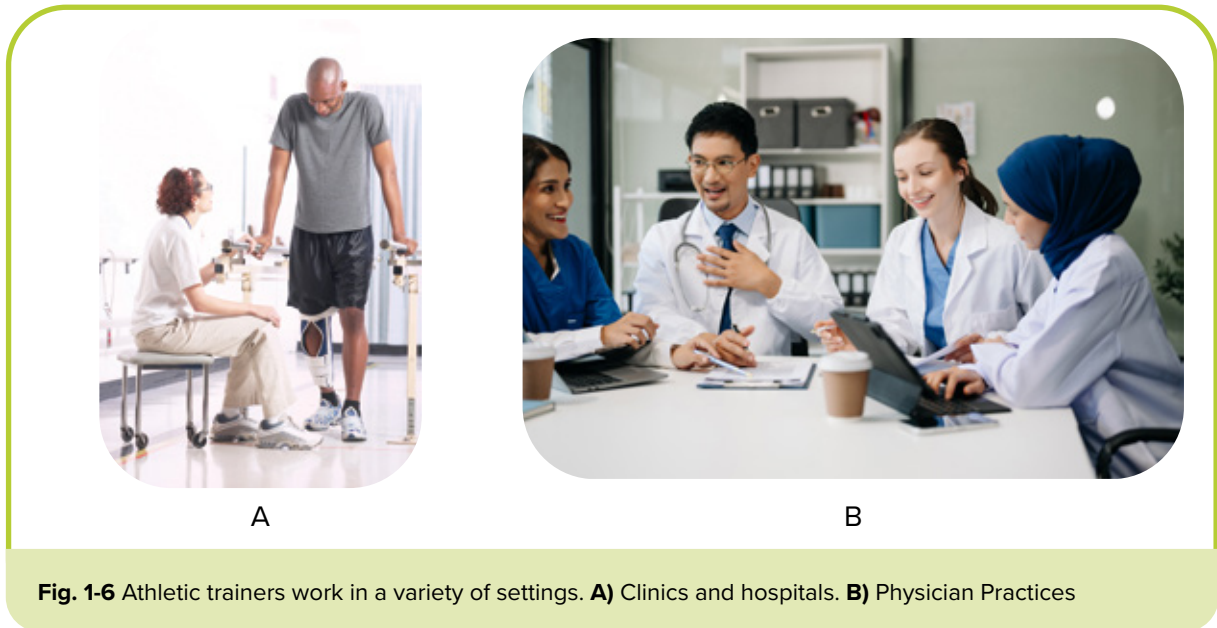 A
B
Fig. 1-6 Athletic trainers work in a variety of settings. A) Clinics and hospitals. B) Physician Practices